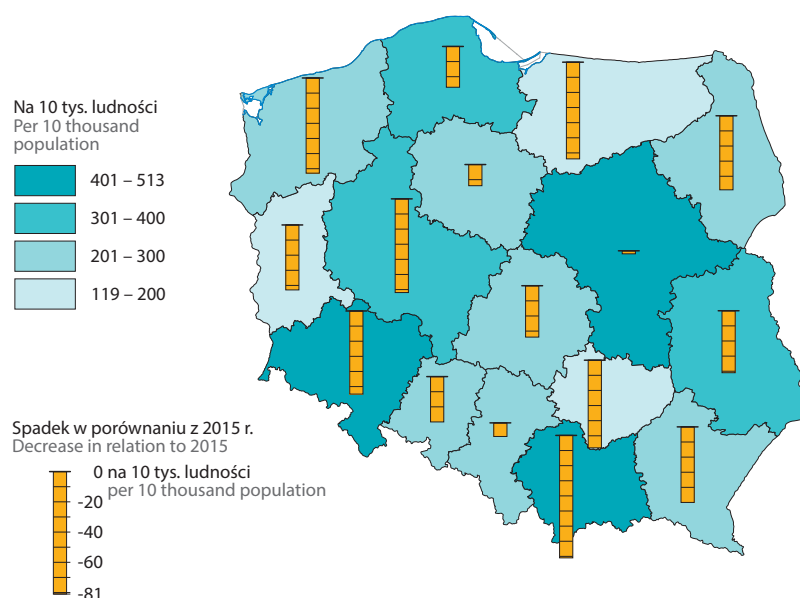 Na 10 tys. ludności
Per 10 thousand
population
401 – 513
301 – 400
201 – 300
119 – 200
Spadek w porównaniu z 2015 r.
Decrease in relation to 2015
0 na 10 tys. ludności
per 10 thousand population
-20
-40
-60
-81